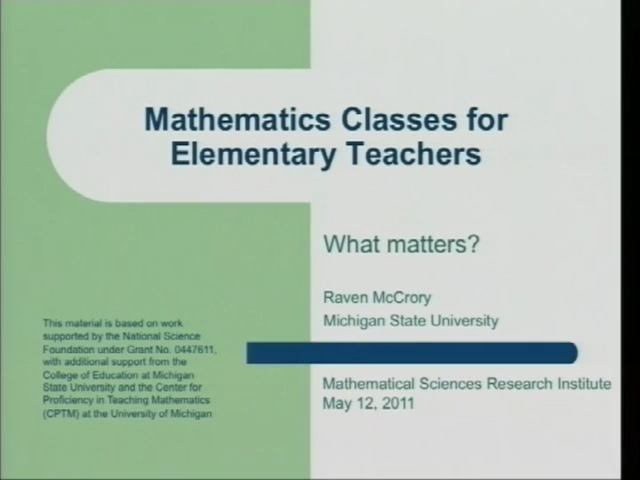 Mathematics Classes for
Elementary Teachers
What matters?
Raven McCrory
Michigan State University
This material is based on work
supported by the National Science
Foundation under Grant No. 0447611,
with additional support from the
College of Education at Michigan
State University and the Center for
Proficiency in Teaching Mathematics
(CPTM) at the University of Michigan
Mathematical Sciences Research Institute
May 12, 2011